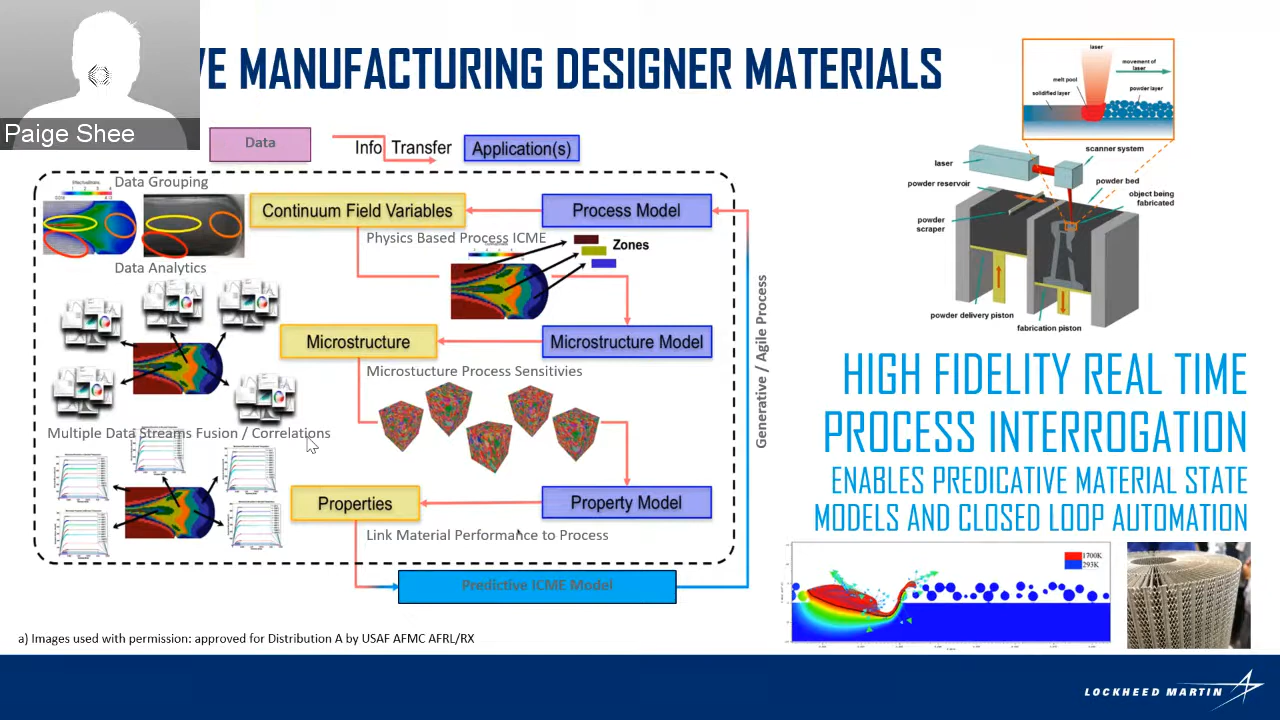 Paige Shee
VE MANUFACTURING DESIGNER MATERIALS
Data
Info Transfer
Application(s)
Data Grouping
Continuum Field Variables
Process Model
Physics Based Process ICME
Zones
Data Analytics
Microstructure
Microstructure Model
Microstucture Process Sensitivies
Multiple Data Streams Fusion / Correlations
Properties
Property Model
Link Material Performance to Process
Predictive ICME Model
Generative / Agile Process
a) Images used with permission: approved for Distribution A by USAF AFMC AFRL/RX
laser
movement of
laser
melt pool
solidified layer
powder layer
scanner system
laser
powder bed
powder reservoir
object being
fabricated
powder
scraper
powder delivery piston
fabrication piston
HIGH FIDELITY REAL TIME
PROCESS INTERROGATION
ENABLES PREDICATIVE MATERIAL STATE
MODELS AND CLOSED LOOP AUTOMATION
1700K
293K
LOCKHEED MARTIN